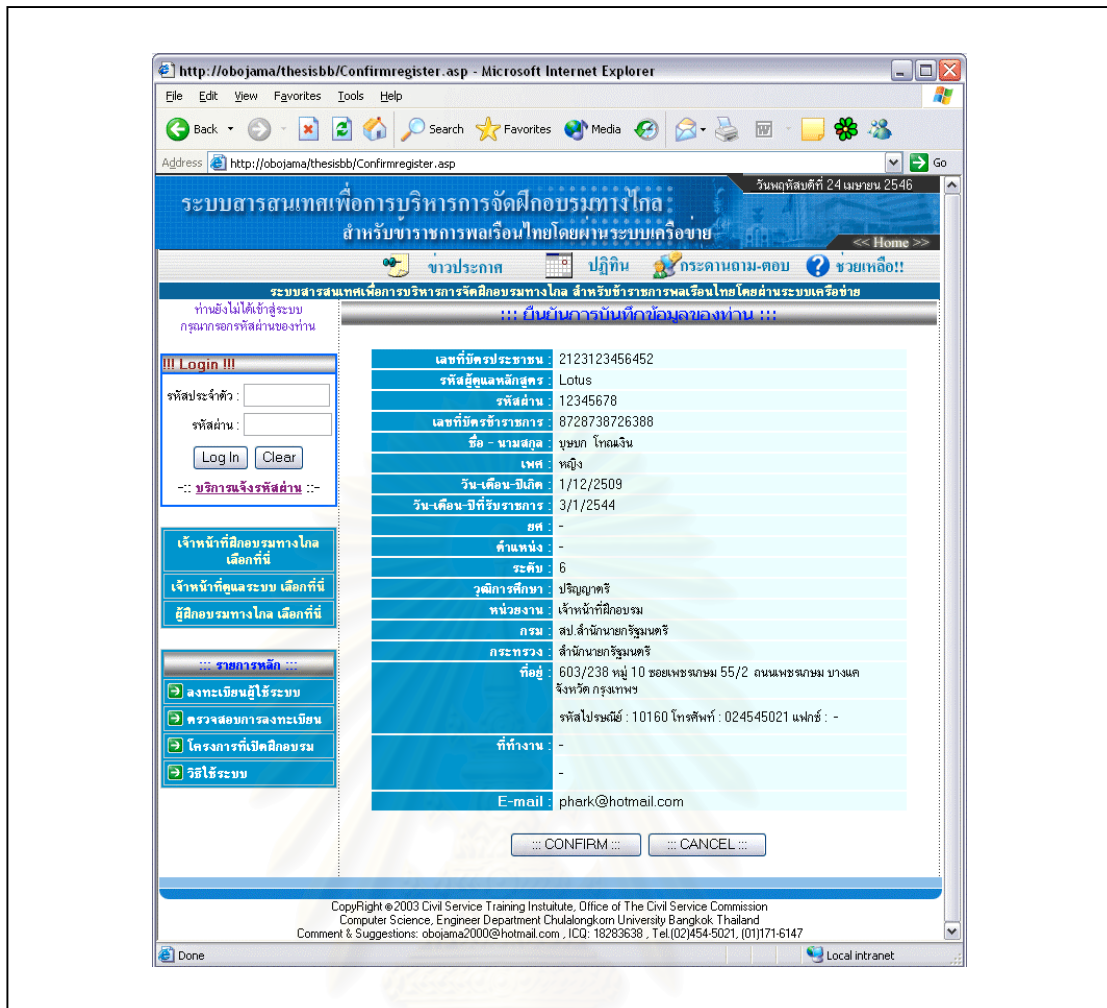 http://obojama/thesisbb/Confirmregister.asp - Microsoft Internet Explorer
File Edit View Favorites Tools Help
Back Search Favorites Media
Address http://obojama/thesisbb/Confirmregister.asp Go
วันพฤหัสบดีที่ 24 เมษายน 2546
ระบบสารสนเทศเพื่อการบริหารการจัดฝึกอบรมทางไกล
สำหรับข้าราชการพลเรือนไทยโดยผ่านระบบเครือข่าย
<< Home >>
ข่าวประกาศ ปฏิทิน กระดานถาม-ตอบ ช่วยเหลือ!!
ระบบสารสนเทศเพื่อการบริหารการจัดฝึกอบรมทางไกล สำหรับข้าราชการพลเรือนไทยโดยผ่านระบบเครือข่าย
ท่านยังไม่ได้เข้าสู่ระบบ
กรุณากรอกรหัสผ่านของท่าน
!!! Login !!!
รหัสประจำตัว :
รหัสผ่าน :
Log In Clear
-:: บริการแจ้งรหัสผ่าน ::-
เจ้าหน้าที่ฝึกอบรมทางไกล
เลือกที่นี่
เจ้าหน้าที่ดูแลระบบ เลือกที่นี่
ผู้ฝึกอบรมทางไกล เลือกที่นี่
::: รายการหลัก :::
ลงทะเบียนผู้ใช้ระบบ
ตรวจสอบการลงทะเบียน
โครงการที่เปิดฝึกอบรม
วิธีใช้ระบบ
::: ยืนยันการบันทึกข้อมูลของท่าน :::
เลขที่บัตรประชาชน : 2123123456452
รหัสผู้ดูแลหลักสูตร : Lotus
รหัสผ่าน : 12345678
เลขที่บัตรข้าราชการ : 8728738726388
ชื่อ - นามสกุล : บุษบก โทณแงิน
เพศ : หญิง
วัน-เดือน-ปีเกิด : 1/12/2509
วัน-เดือน-ปีที่รับราชการ : 3/1/2544
ยศ : -
ตำแหน่ง : -
ระดับ : 6
วุฒิการศึกษา : ปริญญาตรี
หน่วยงาน : เจ้าหน้าที่ฝึกอบรม
กรม : สป.สำนักนายกรัฐมนตรี
กระทรวง : สำนักนายกรัฐมนตรี
ที่อยู่ : 603/238 หมู่ 10 ซอยเพชรเกษม 55/2 ถนนเพชรเกษม บางแค
จังหวัด กรุงเทพฯ
รหัสไปรษณีย์ : 10160 โทรศัพท์ : 024545021 แฟกซ์ : -
ที่ทำงาน : -
-
E-mail : phark@hotmail.com
::: CONFIRM ::: ::: CANCEL :::
CopyRight @2003 Civil Service Training Instuitute, Office of The Civil Service Commission
Computer Science, Engineer Department Chulalongkorn University Bangkok Thailand
Comment & Suggestions: obojama2000@hotmail.com , ICQ: 18283638 , Tel.(02)454-5021, (01)171-6147
Done Local intranet